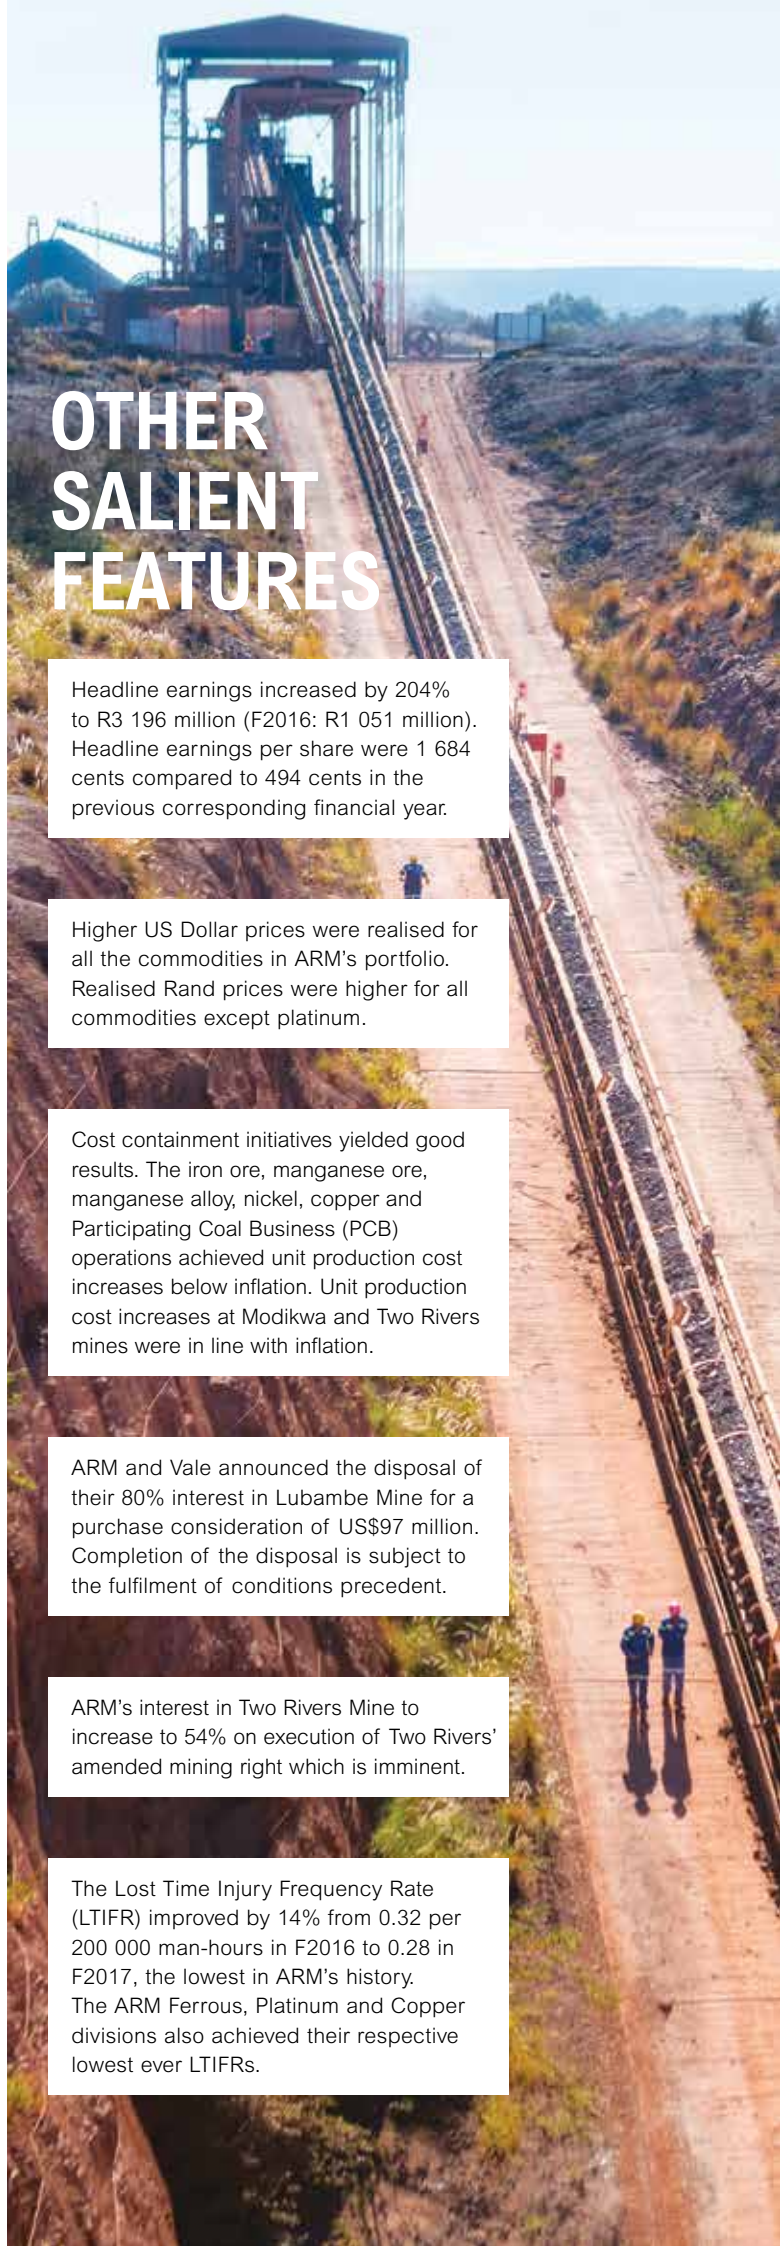 OTHER
SALIENT
FEATURES
Headline earnings increased by 204%
to R3 196 million (F2016: R1 051 million).
Headline earnings per share were 1 684
cents compared to 494 cents in the
previous corresponding financial year.
Higher US Dollar prices were realised for
all the commodities in ARM's portfolio.
Realised Rand prices were higher for all
commodities except platinum.
Cost containment initiatives yielded good
results. The iron ore, manganese ore,
manganese alloy, nickel, copper and
Participating Coal Business (PCB)
operations achieved unit production cost
increases below inflation. Unit production
cost increases at Modikwa and Two Rivers
mines were in line with inflation.
ARM and Vale announced the disposal of
their 80% interest in Lubambe Mine for a
purchase consideration of US$97 million.
Completion of the disposal is subject to
the fulfilment of conditions precedent.
ARM's interest in Two Rivers Mine to
increase to 54% on execution of Two Rivers'
amended mining right which is imminent.
The Lost Time Injury Frequency Rate
(LTIFR) improved by 14% from 0.32 per
200 000 man-hours in F2016 to 0.28 in
F2017, the lowest in ARM's history.
The ARM Ferrous, Platinum and Copper
divisions also achieved their respective
lowest ever LTIFRs.